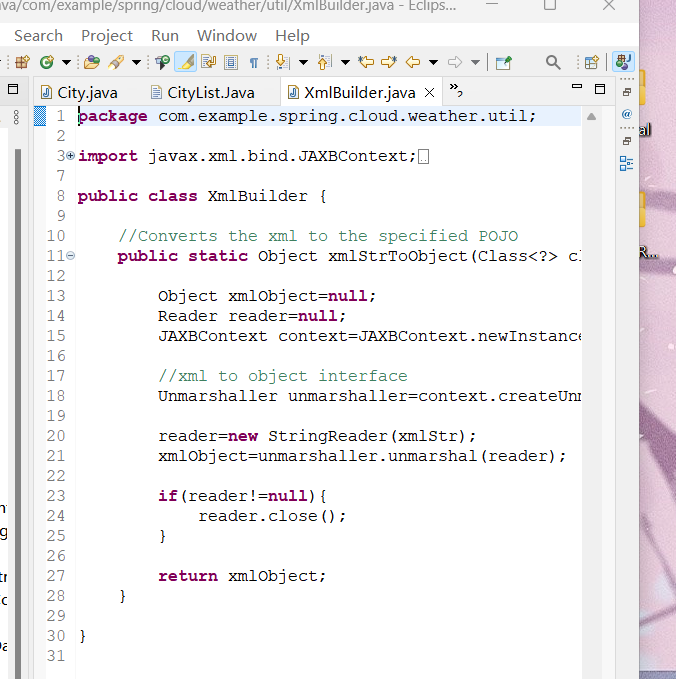 ava/com/example/spring/cloud/weather/util/XmlBuilder.java - Eclips...
Search Project Run Window Help
City.java CityList.Java XmlBuilder.java
1 package com.example.spring.cloud.weather.util;
2
3 import javax.xml.bind.JAXBContext;
7
8 public class XmlBuilder {
9
10 //Converts the xml to the specified POJO
11 public static Object xmlStrToObject(Class<?> cl
12
13 Object xmlObject=null;
14 Reader reader=null;
15 JAXBContext context=JAXBContext.newInstance
16
17 //xml to object interface
18 Unmarshaller unmarshaller=context.createUnm
19
20 reader=new StringReader(xmlStr);
21 xmlObject=unmarshaller.unmarshal(reader);
22
23 if(reader!=null){
24 reader.close();
25 }
26
27 return xmlObject;
28 }
29
30 }
31